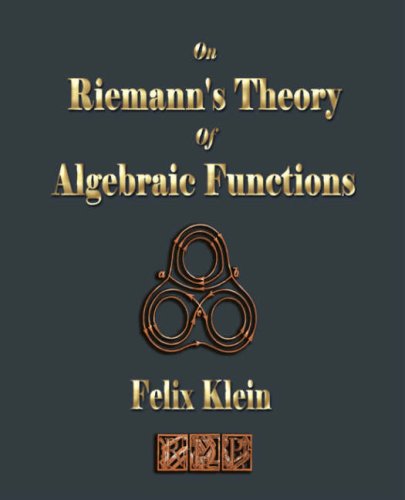 On
Riemann's Theory
Of
Algebraic Functions
a b
c
Felix Klein